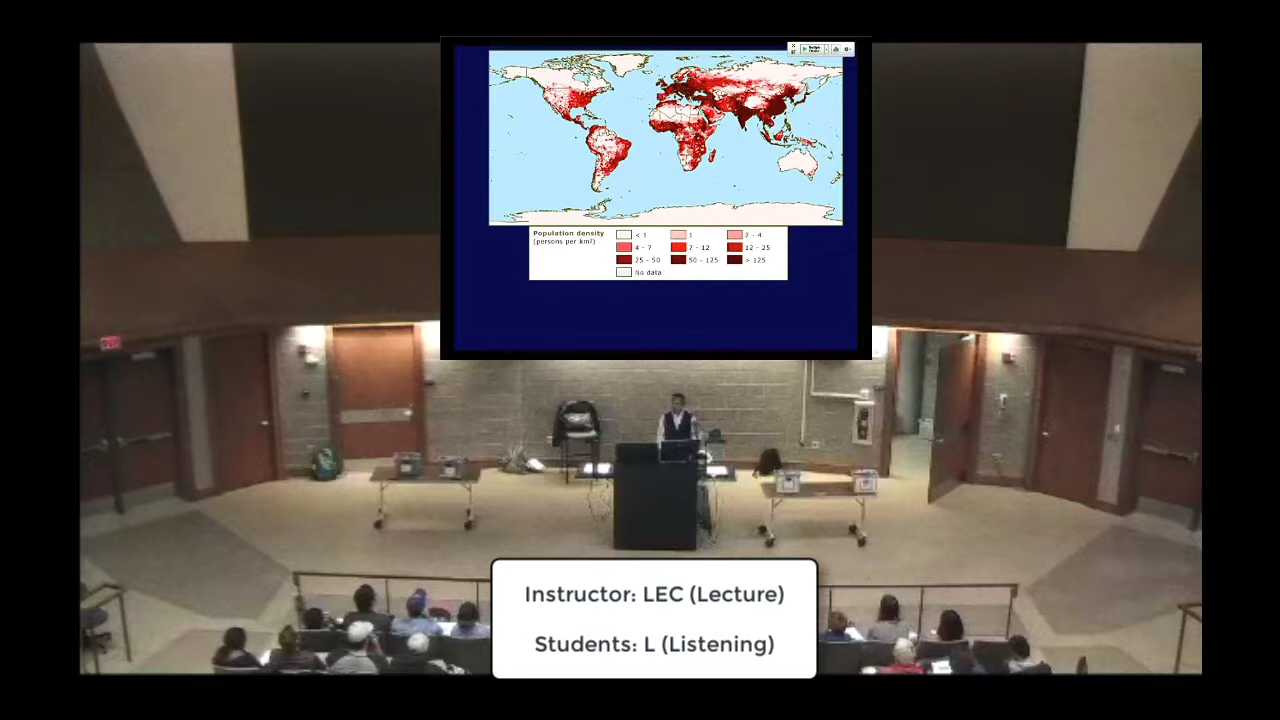 Population density
(persons per km²)
< 1
1
2 - 4
4 - 7
7 - 12
12 - 25
25 - 50
50 - 125
> 125
No data
Instructor: LEC (Lecture)
Students: L (Listening)